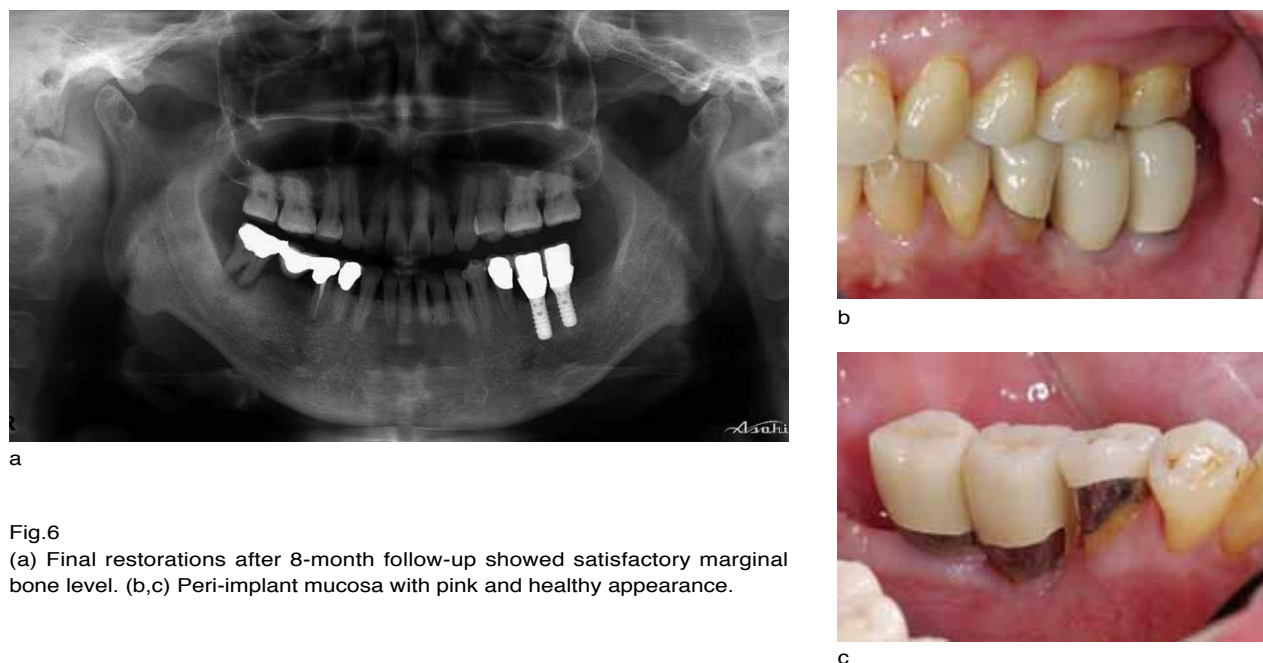 R
Asahi
a
b
c
Fig.6
(a) Final restorations after 8-month follow-up showed satisfactory marginal
bone level. (b,c) Peri-implant mucosa with pink and healthy appearance.